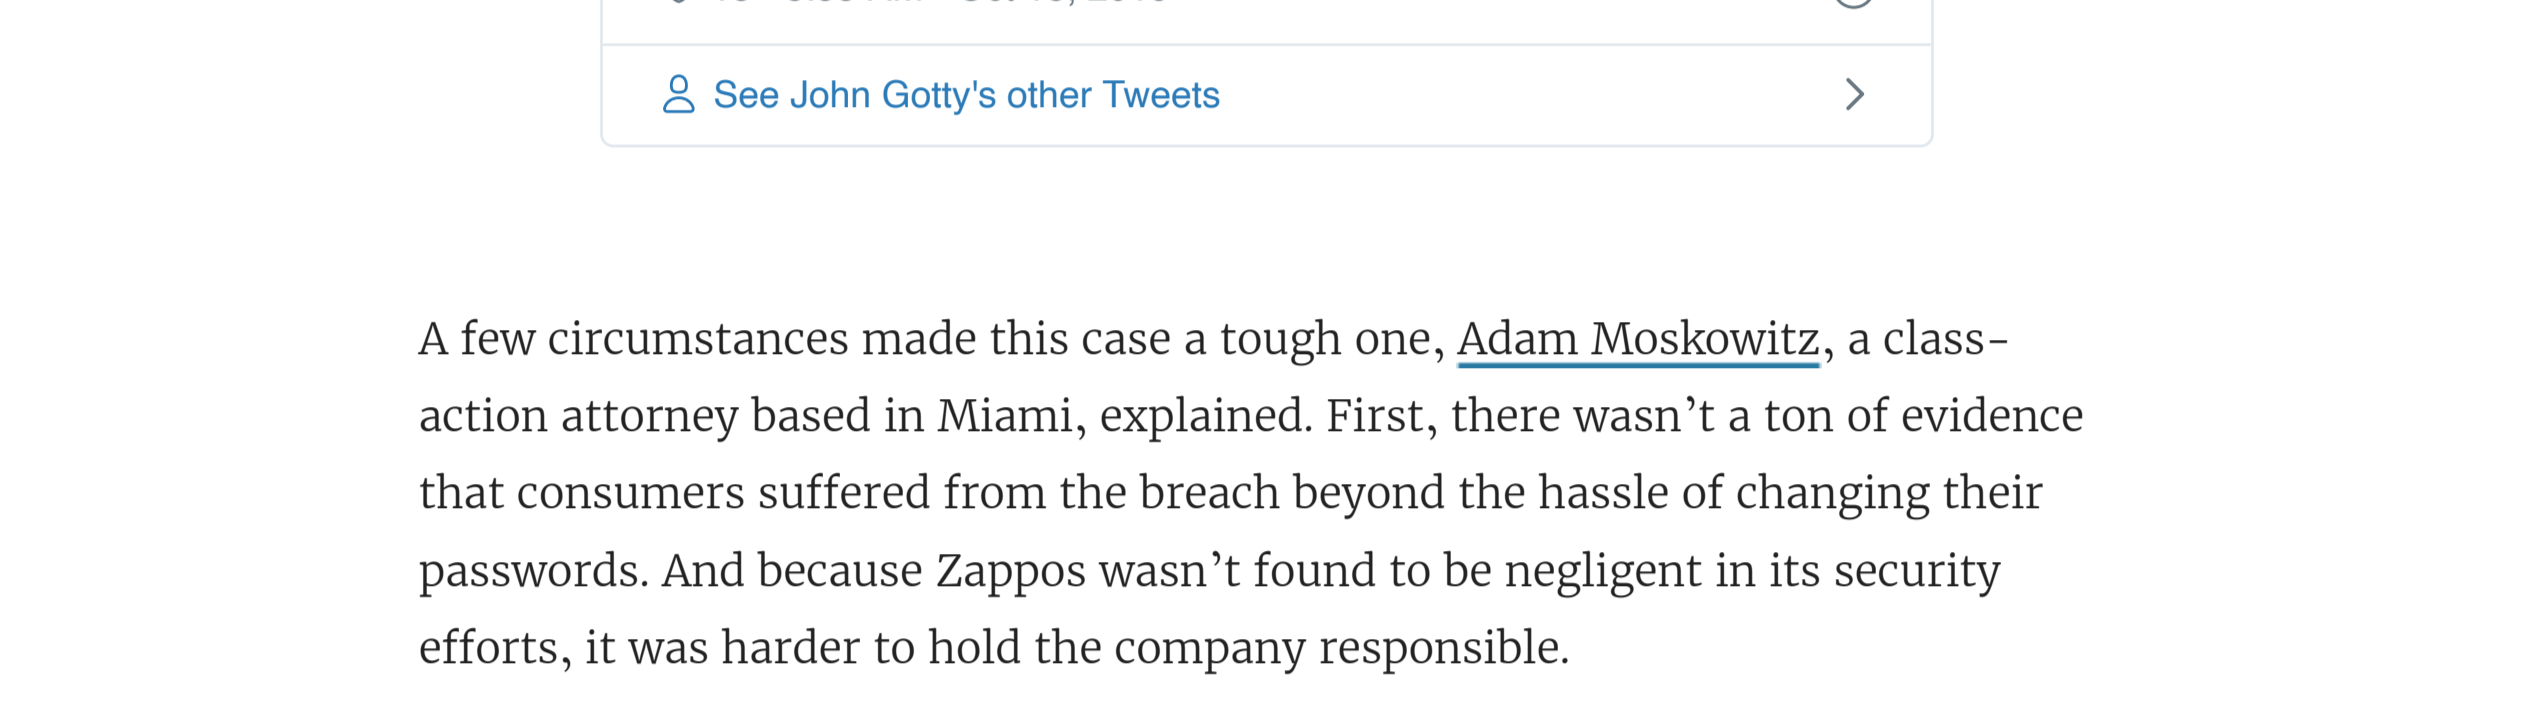 See John Gotty's other Tweets
A few circumstances made this case a tough one, Adam Moskowitz, a class-
action attorney based in Miami, explained. First, there wasn’t a ton of evidence
that consumers suffered from the breach beyond the hassle of changing their
passwords. And because Zappos wasn’t found to be negligent in its security
efforts, it was harder to hold the company responsible.